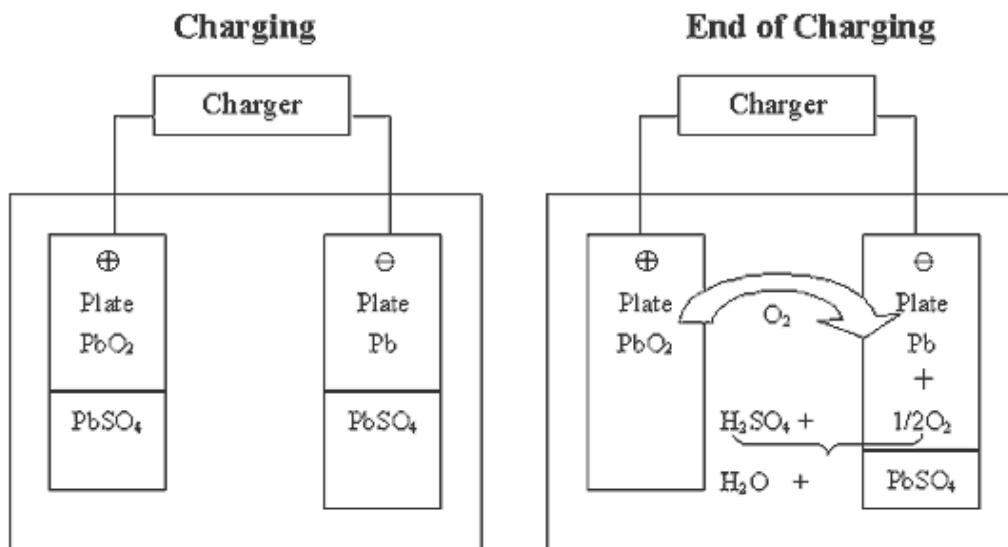 Charging
Charger
⊕
Plate
PbO₂
PbSO₄
⊖
Plate
Pb
PbSO₄
End of Charging
Charger
⊕
Plate
PbO₂
O₂
⊖
Plate
Pb
+
H₂SO₄ + 1/2O₂
H₂O + PbSO₄